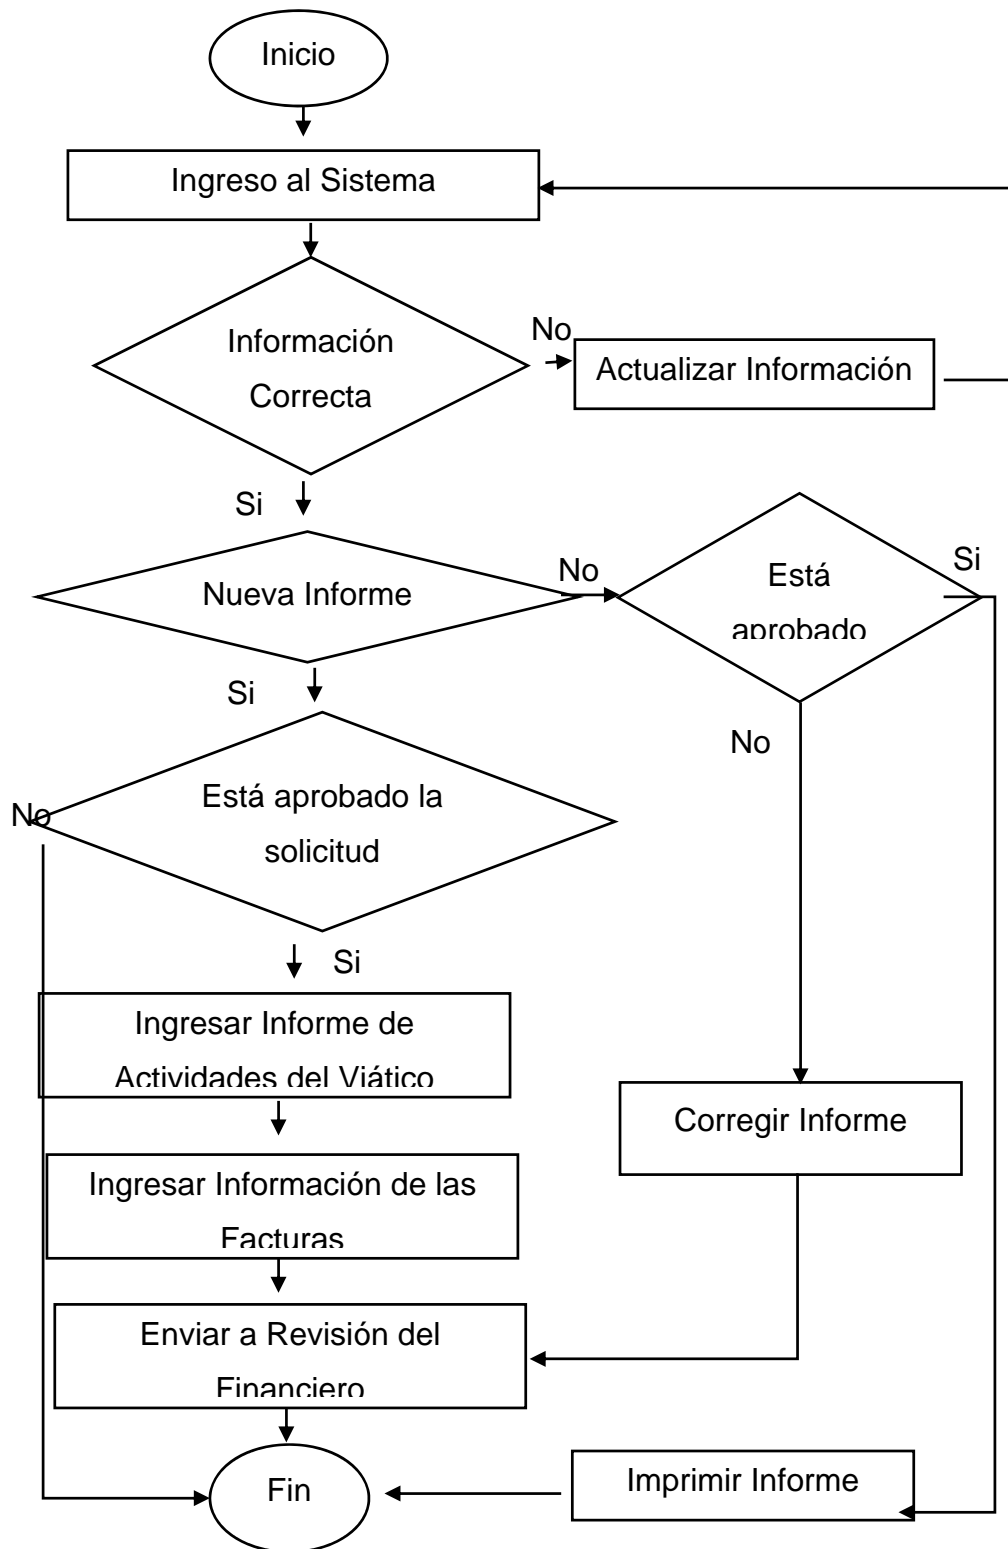 Inicio
Ingreso al Sistema
Información
Correcta
No
Actualizar Información
Si
Nueva Informe
No
Está
aprobado
Si
Si
No
Está aprobado la
solicitud
No
Si
Ingresar Informe de
Actividades del Viático
Corregir Informe
Ingresar Información de las
Facturas
Enviar a Revisión del
Financiero
Imprimir Informe
Fin